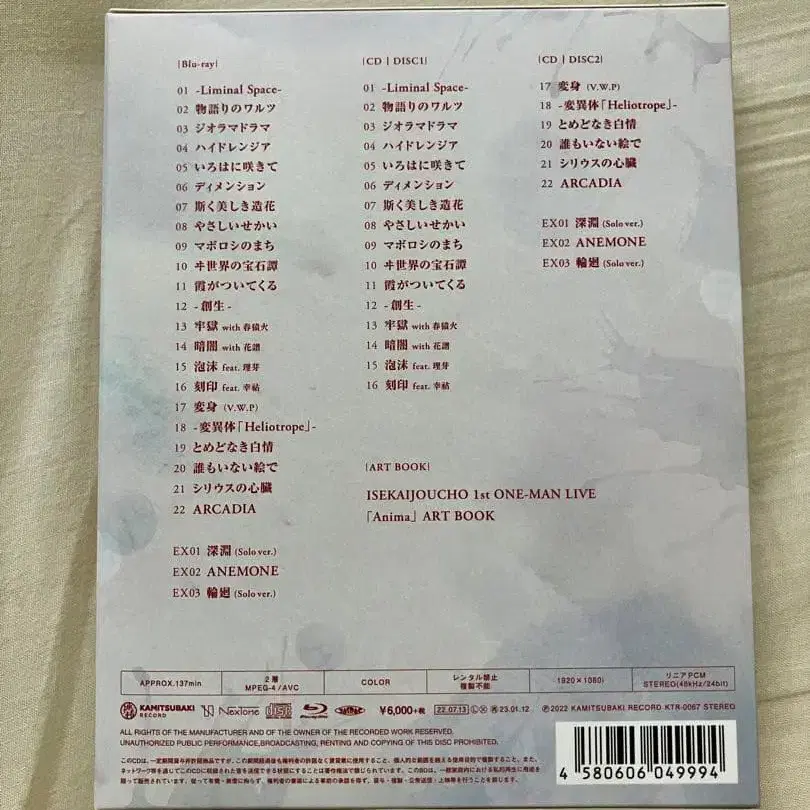 [Blu-ray]
01 -Liminal Space-
02 物語りのワルツ
03 ジオラマドラマ
04 ハイドレンジア
05 いろはに咲きて
06 ディメンション
07 斯く美しき造花
08 やさしいせかい
09 マボロシのまち
10 ヰ世界の宝石譚
11 霞がついてくる
12 -創生-
13 牢獄 with 春猿火
14 暗闇 with 花譜
15 泡沫 feat. 理芽
16 刻印 feat. 幸祜
17 変身 (V.W.P)
18 -変異体「Heliotrope」-
19 とめどなき白情
20 誰もいない絵で
21 シリウスの心臓
22 ARCADIA
EX01 深淵 (Solo ver.)
EX02 ANEMONE
EX03 輪廻 (Solo ver.)
[CD | DISC1]
01 -Liminal Space-
02 物語りのワルツ
03 ジオラマドラマ
04 ハイドレンジア
05 いろはに咲きて
06 ディメンション
07 斯く美しき造花
08 やさしいせかい
09 マボロシのまち
10 ヰ世界の宝石譚
11 霞がついてくる
12 -創生-
13 牢獄 with 春猿火
14 暗闇 with 花譜
15 泡沫 feat. 理芽
16 刻印 feat. 幸祜
[CD | DISC2]
17 変身 (V.W.P)
18 -変異体「Heliotrope」-
19 とめどなき白情
20 誰もいない絵で
21 シリウスの心臓
22 ARCADIA
EX01 深淵 (Solo ver.)
EX02 ANEMONE
EX03 輪廻 (Solo ver.)
[ART BOOK]
ISEKAIJOUCHO 1st ONE-MAN LIVE
「Anima」 ART BOOK
APPROX.137min
2層
MPEG-4/AVC
COLOR
レンタル禁止
複製不能
1920×1080i
リニアPCM
STEREO(48kHz/24bit)
KAMITSUBAKI
RECORD
NexTone
Blu-ray
¥6,000+税
22.07.13
23.01.12
℗2022 KAMITSUBAKI RECORD KTR-0067 STEREO
ALL RIGHTS OF THE MANUFACTURER AND OF THE OWNER OF THE RECORDED WORK RESERVED.
UNAUTHORIZED PUBLIC PERFORMANCE,BROADCASTING, RENTING AND COPYING OF THIS DISC PROHIBITED.
4 580606 049994